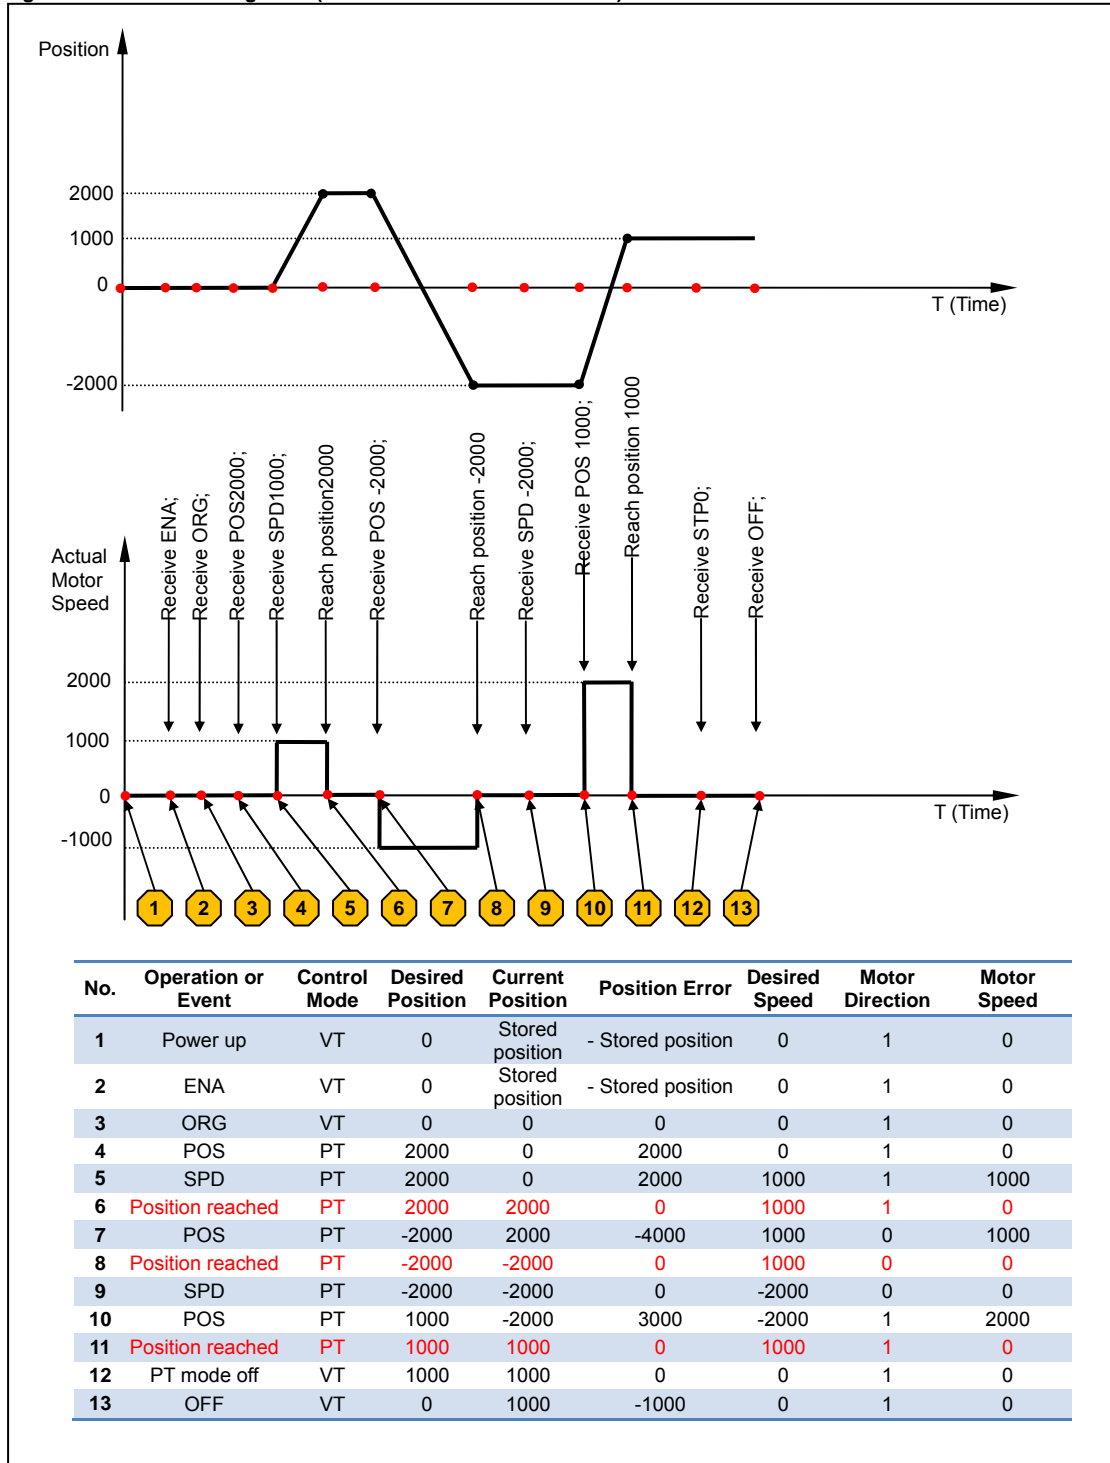 Position
2000
1000
0
T (Time)
-2000
Receive ENA;
Receive ORG;
Receive POS2000;
Receive SPD1000;
Reach position2000
Receive POS -2000;
Reach position -2000
Receive SPD -2000;
Receive POS 1000;
Reach position 1000
Receive STP0;
Receive OFF;
Actual
Motor
Speed
2000
1000
0
T (Time)
-1000
1 2 3 4 5 6 7 8 9 10 11 12 13
No. Operation or Event Control Mode Desired Position Current Position Position Error Desired Speed Motor Direction Motor Speed
1 Power up VT 0 Stored position - Stored position 0 1 0
2 ENA VT 0 Stored position - Stored position 0 1 0
3 ORG VT 0 0 0 0 1 0
4 POS PT 2000 0 2000 0 1 0
5 SPD PT 2000 0 2000 1000 1 1000
6 Position reached PT 2000 2000 0 1000 1 0
7 POS PT -2000 2000 -4000 1000 0 1000
8 Position reached PT -2000 -2000 0 1000 0 0
9 SPD PT -2000 -2000 0 -2000 0 0
10 POS PT 1000 -2000 3000 -2000 1 2000
11 Position reached PT 1000 1000 0 1000 1 0
12 PT mode off VT 1000 1000 0 0 1 0
13 OFF VT 0 1000 -1000 0 1 0